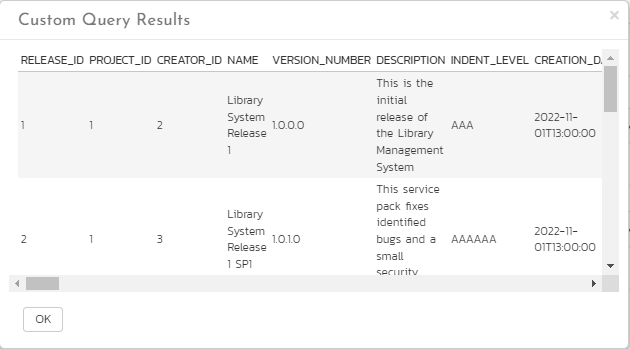 Custom Query Results
×
RELEASE_ID PROJECT_ID CREATOR_ID NAME VERSION_NUMBER DESCRIPTION INDENT_LEVEL CREATION_DA
This is the
initial
Library
System
release of
2022-11-
1 1 2 1.0.0.0 AAA
the Library
Release
01T13:00:00
Management
1
System
This service
pack fixes
Library
identified
System
2022-11-
2 1 3 1.0.1.0 AAAAAA
bugs and a
Release
01T13:00:00
small
1 SP1
security
OK